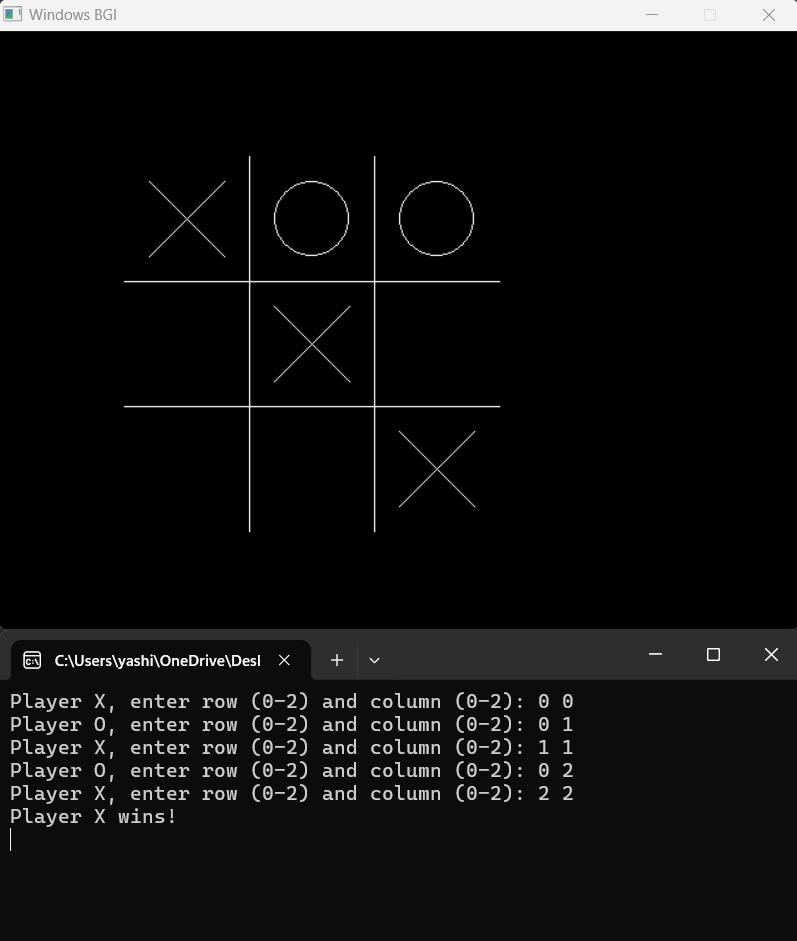 Windows BGI
C:\Users\yashi\OneDrive\Desl
Player X, enter row (0-2) and column (0-2): 0 0
Player O, enter row (0-2) and column (0-2): 0 1
Player X, enter row (0-2) and column (0-2): 1 1
Player O, enter row (0-2) and column (0-2): 0 2
Player X, enter row (0-2) and column (0-2): 2 2
Player X wins!